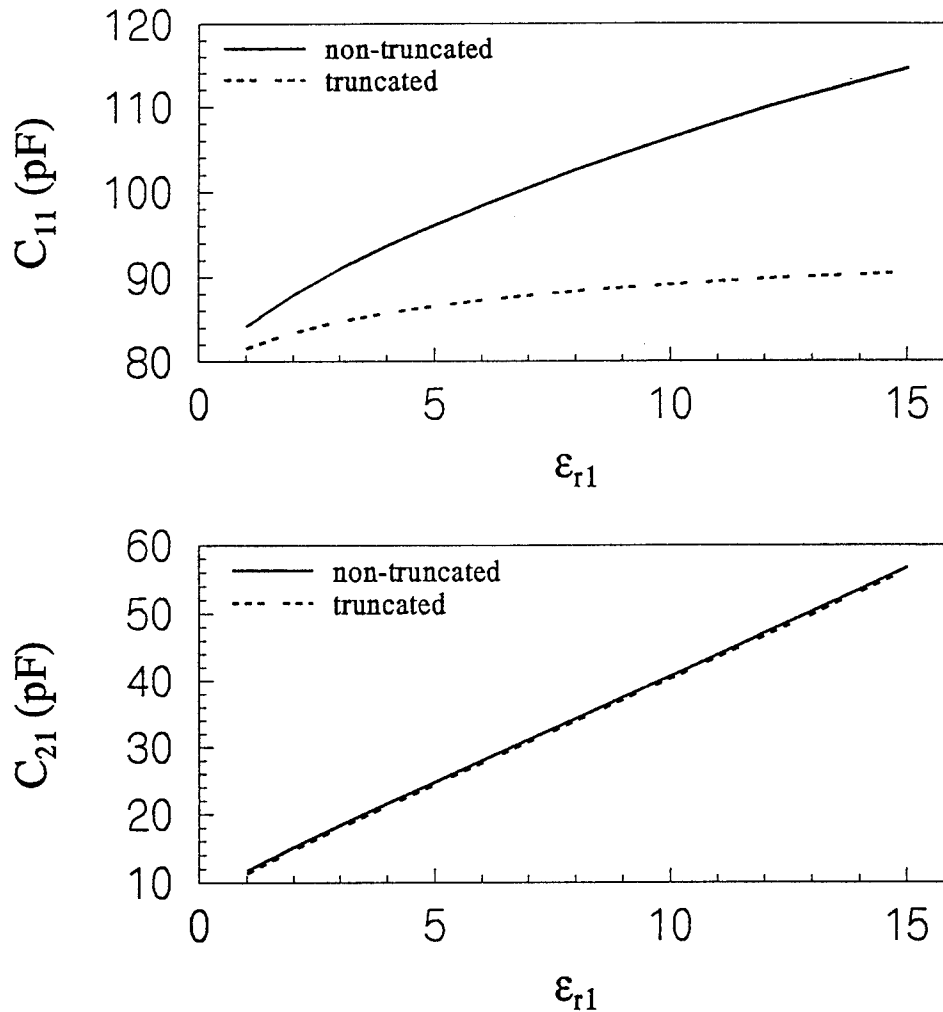 120
110
100
90
80
C₁₁ (pF)
non-truncated
truncated
0 5 10 15
εᵣ₁
60
50
40
30
20
10
C₂₁ (pF)
non-truncated
truncated
0 5 10 15
εᵣ₁